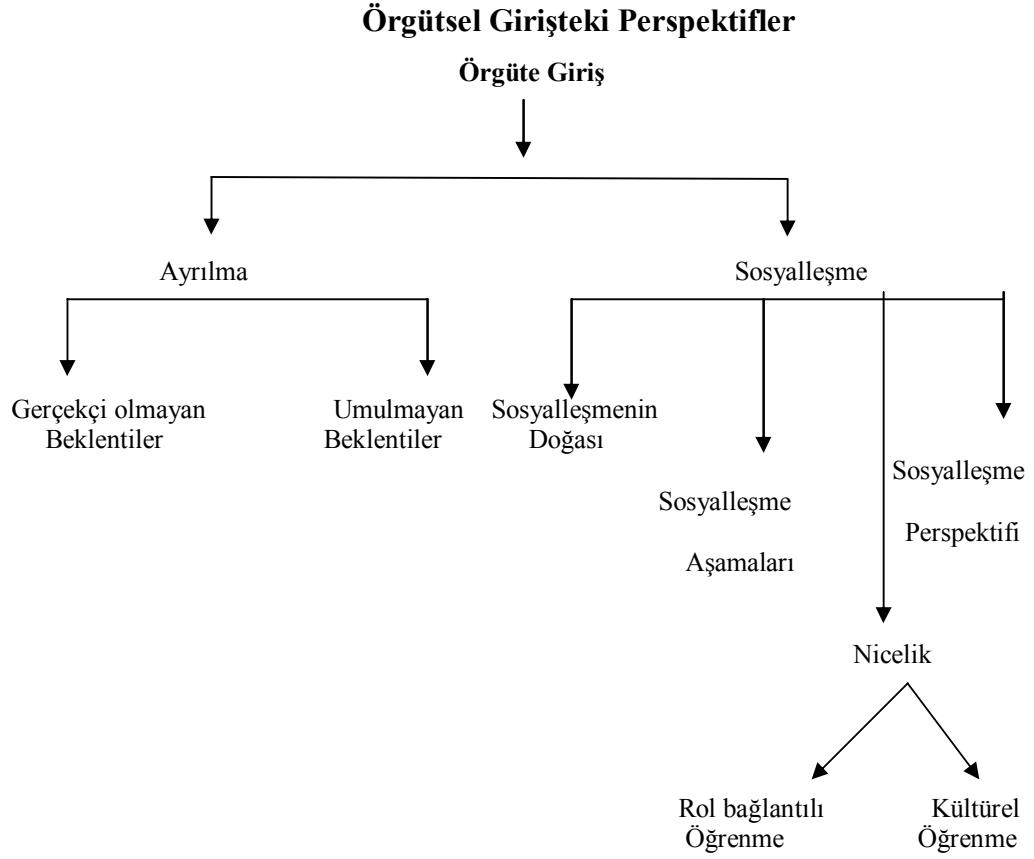 Örgütsel Girişteki Perspektifler
Örgüte Giriş
Ayrılma
Sosyalleşme
Gerçekçi olmayan
Beklentiler
Umulmayan
Beklentiler
Sosyalleşmenin
Doğası
Sosyalleşme
Aşamaları
Sosyalleşme
Perspektifi
Nicelik
Rol bağlantılı
Öğrenme
Kültürel
Öğrenme